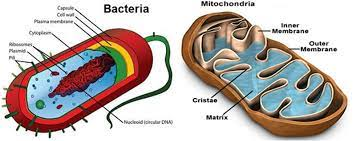 Bacteria
Capsule
Cell wall
Plasma membrane
Cytoplasm
Ribosomes
Plasmid
Pili
Nucleoid (circular DNA)
Mitochondria
Inner
Membrane
Outer
Membrane
Cristae
Matrix